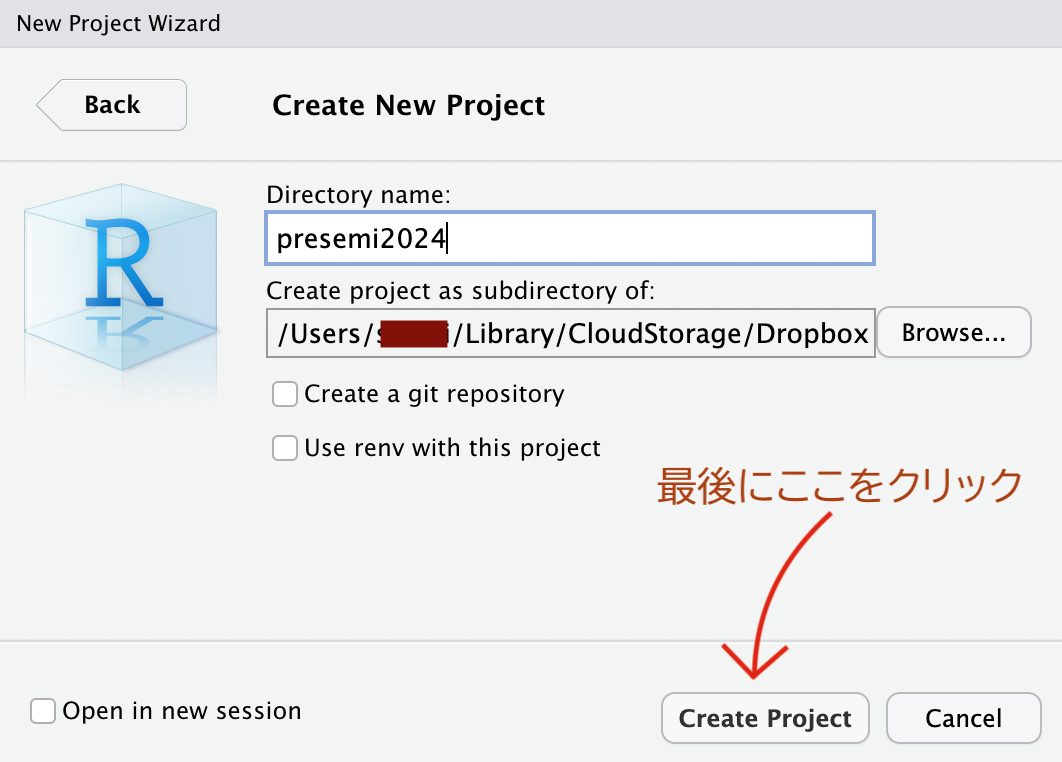 New Project Wizard
Back
Create New Project
R
Directory name:
presemi2024
Create project as subdirectory of:
/Users/s i/Library/CloudStorage/Dropbox
Browse...
Create a git repository
Use renv with this project
最後にここをクリック
Open in new session
Create Project
Cancel